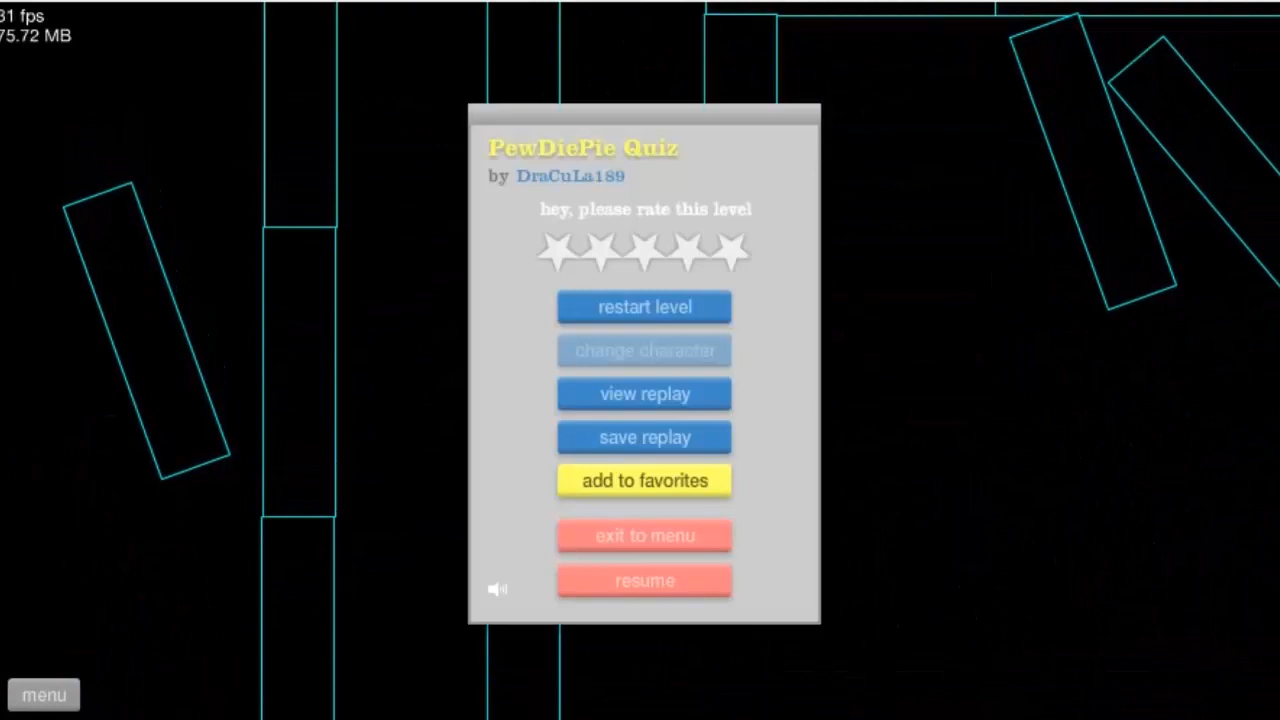 31 fps
75.72 MB
PewDiePie Quiz
by DraCuLa189
hey, please rate this level
restart level
change character
view replay
save replay
add to favorites
exit to menu
resume
menu